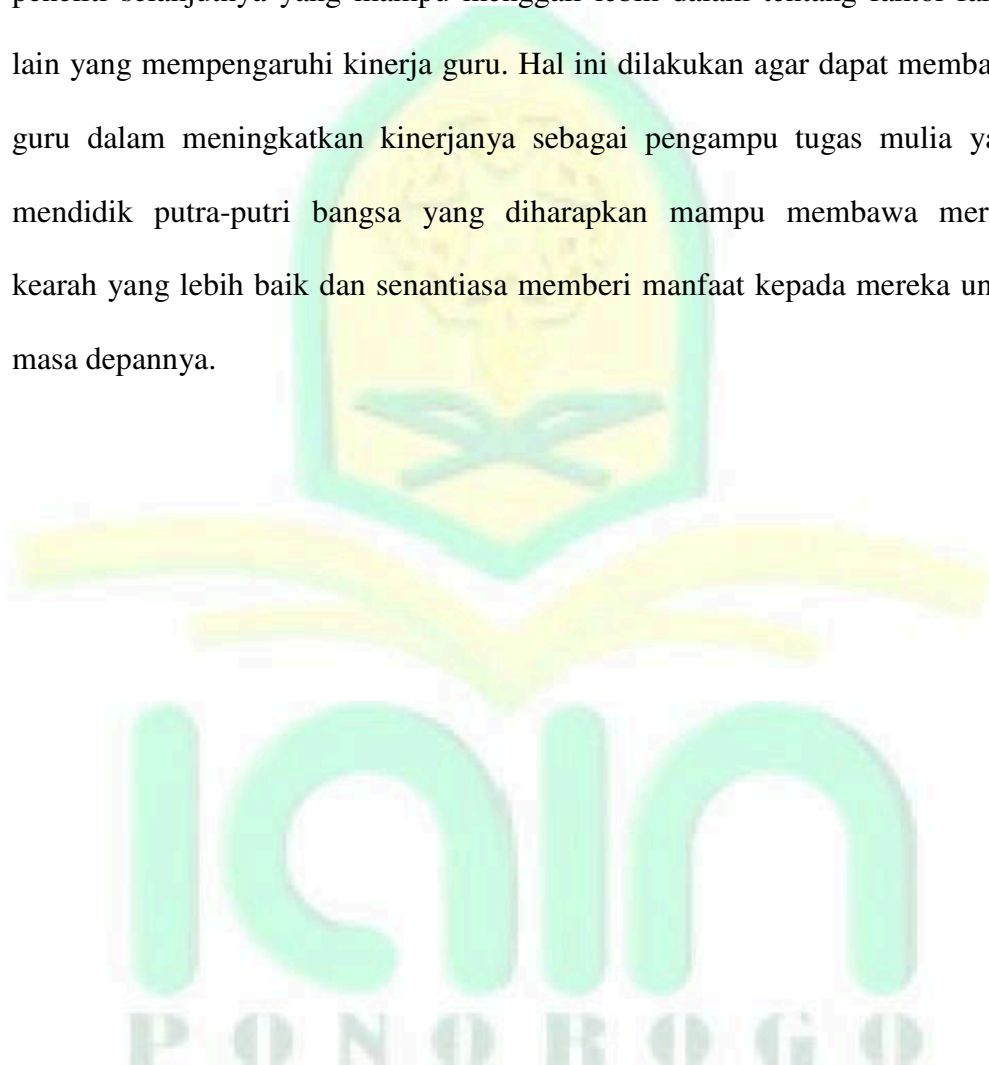 lain yang mempengaruhi kinerja guru. Hal ini dilakukan agar dapat memba
guru dalam meningkatkan kinerjanya sebagai pengampu tugas mulia ya
mendidik putra-putri bangsa yang diharapkan mampu membawa mer
kearah yang lebih baik dan senantiasa memberi manfaat kepada mereka un
masa depannya.
iain
PONOROGO